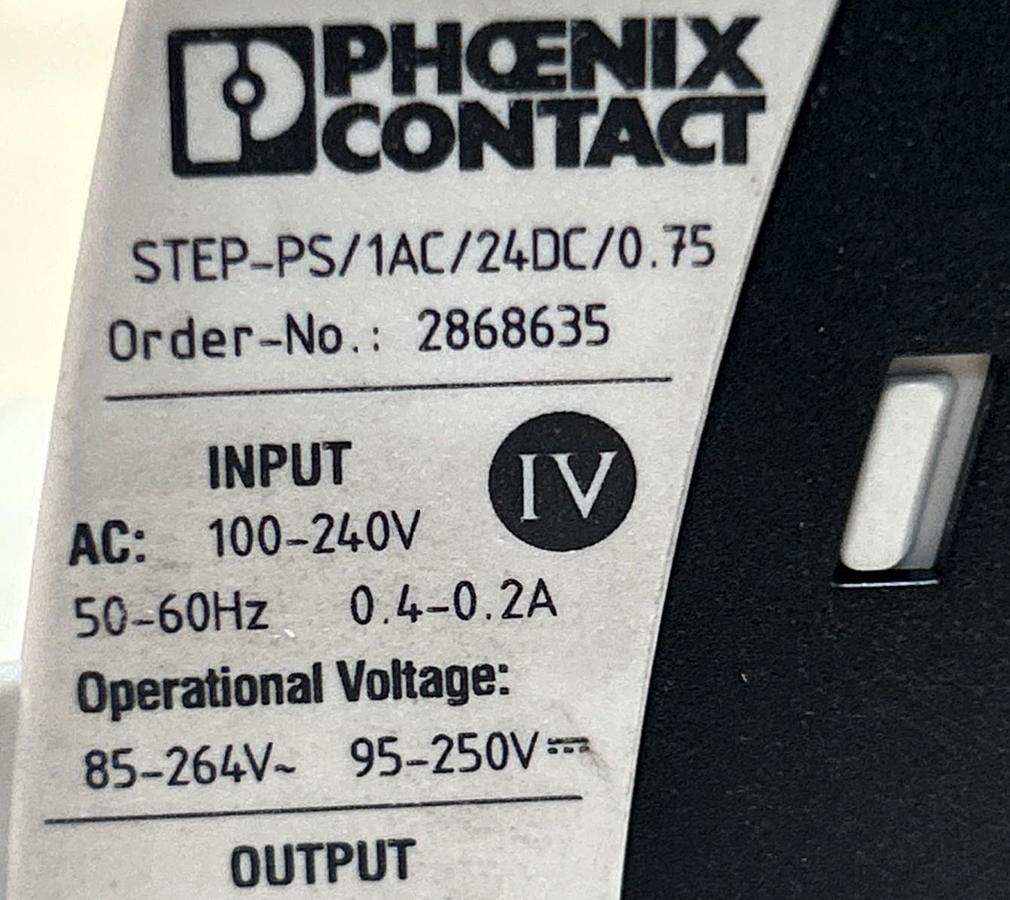 PHŒNIX
CONTACT
STEP-PS/1AC/24DC/0.75
Order-No.: 2868635
INPUT
IV
AC: 100-240V
50-60Hz 0.4-0.2A
Operational Voltage:
85-264V~ 95-250V⎓
OUTPUT